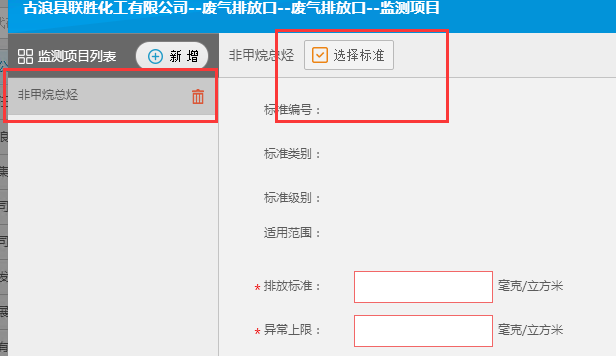 古浪县联胜化工有限公司--废气排放口--废气排放口--监测项目
监测项目列表 新 增
非甲烷总烃 选择标准
非甲烷总烃
标准编号：
标准类别：
标准级别：
适用范围：
* 排放标准： 毫克/立方米
* 异常上限： 毫克/立方米